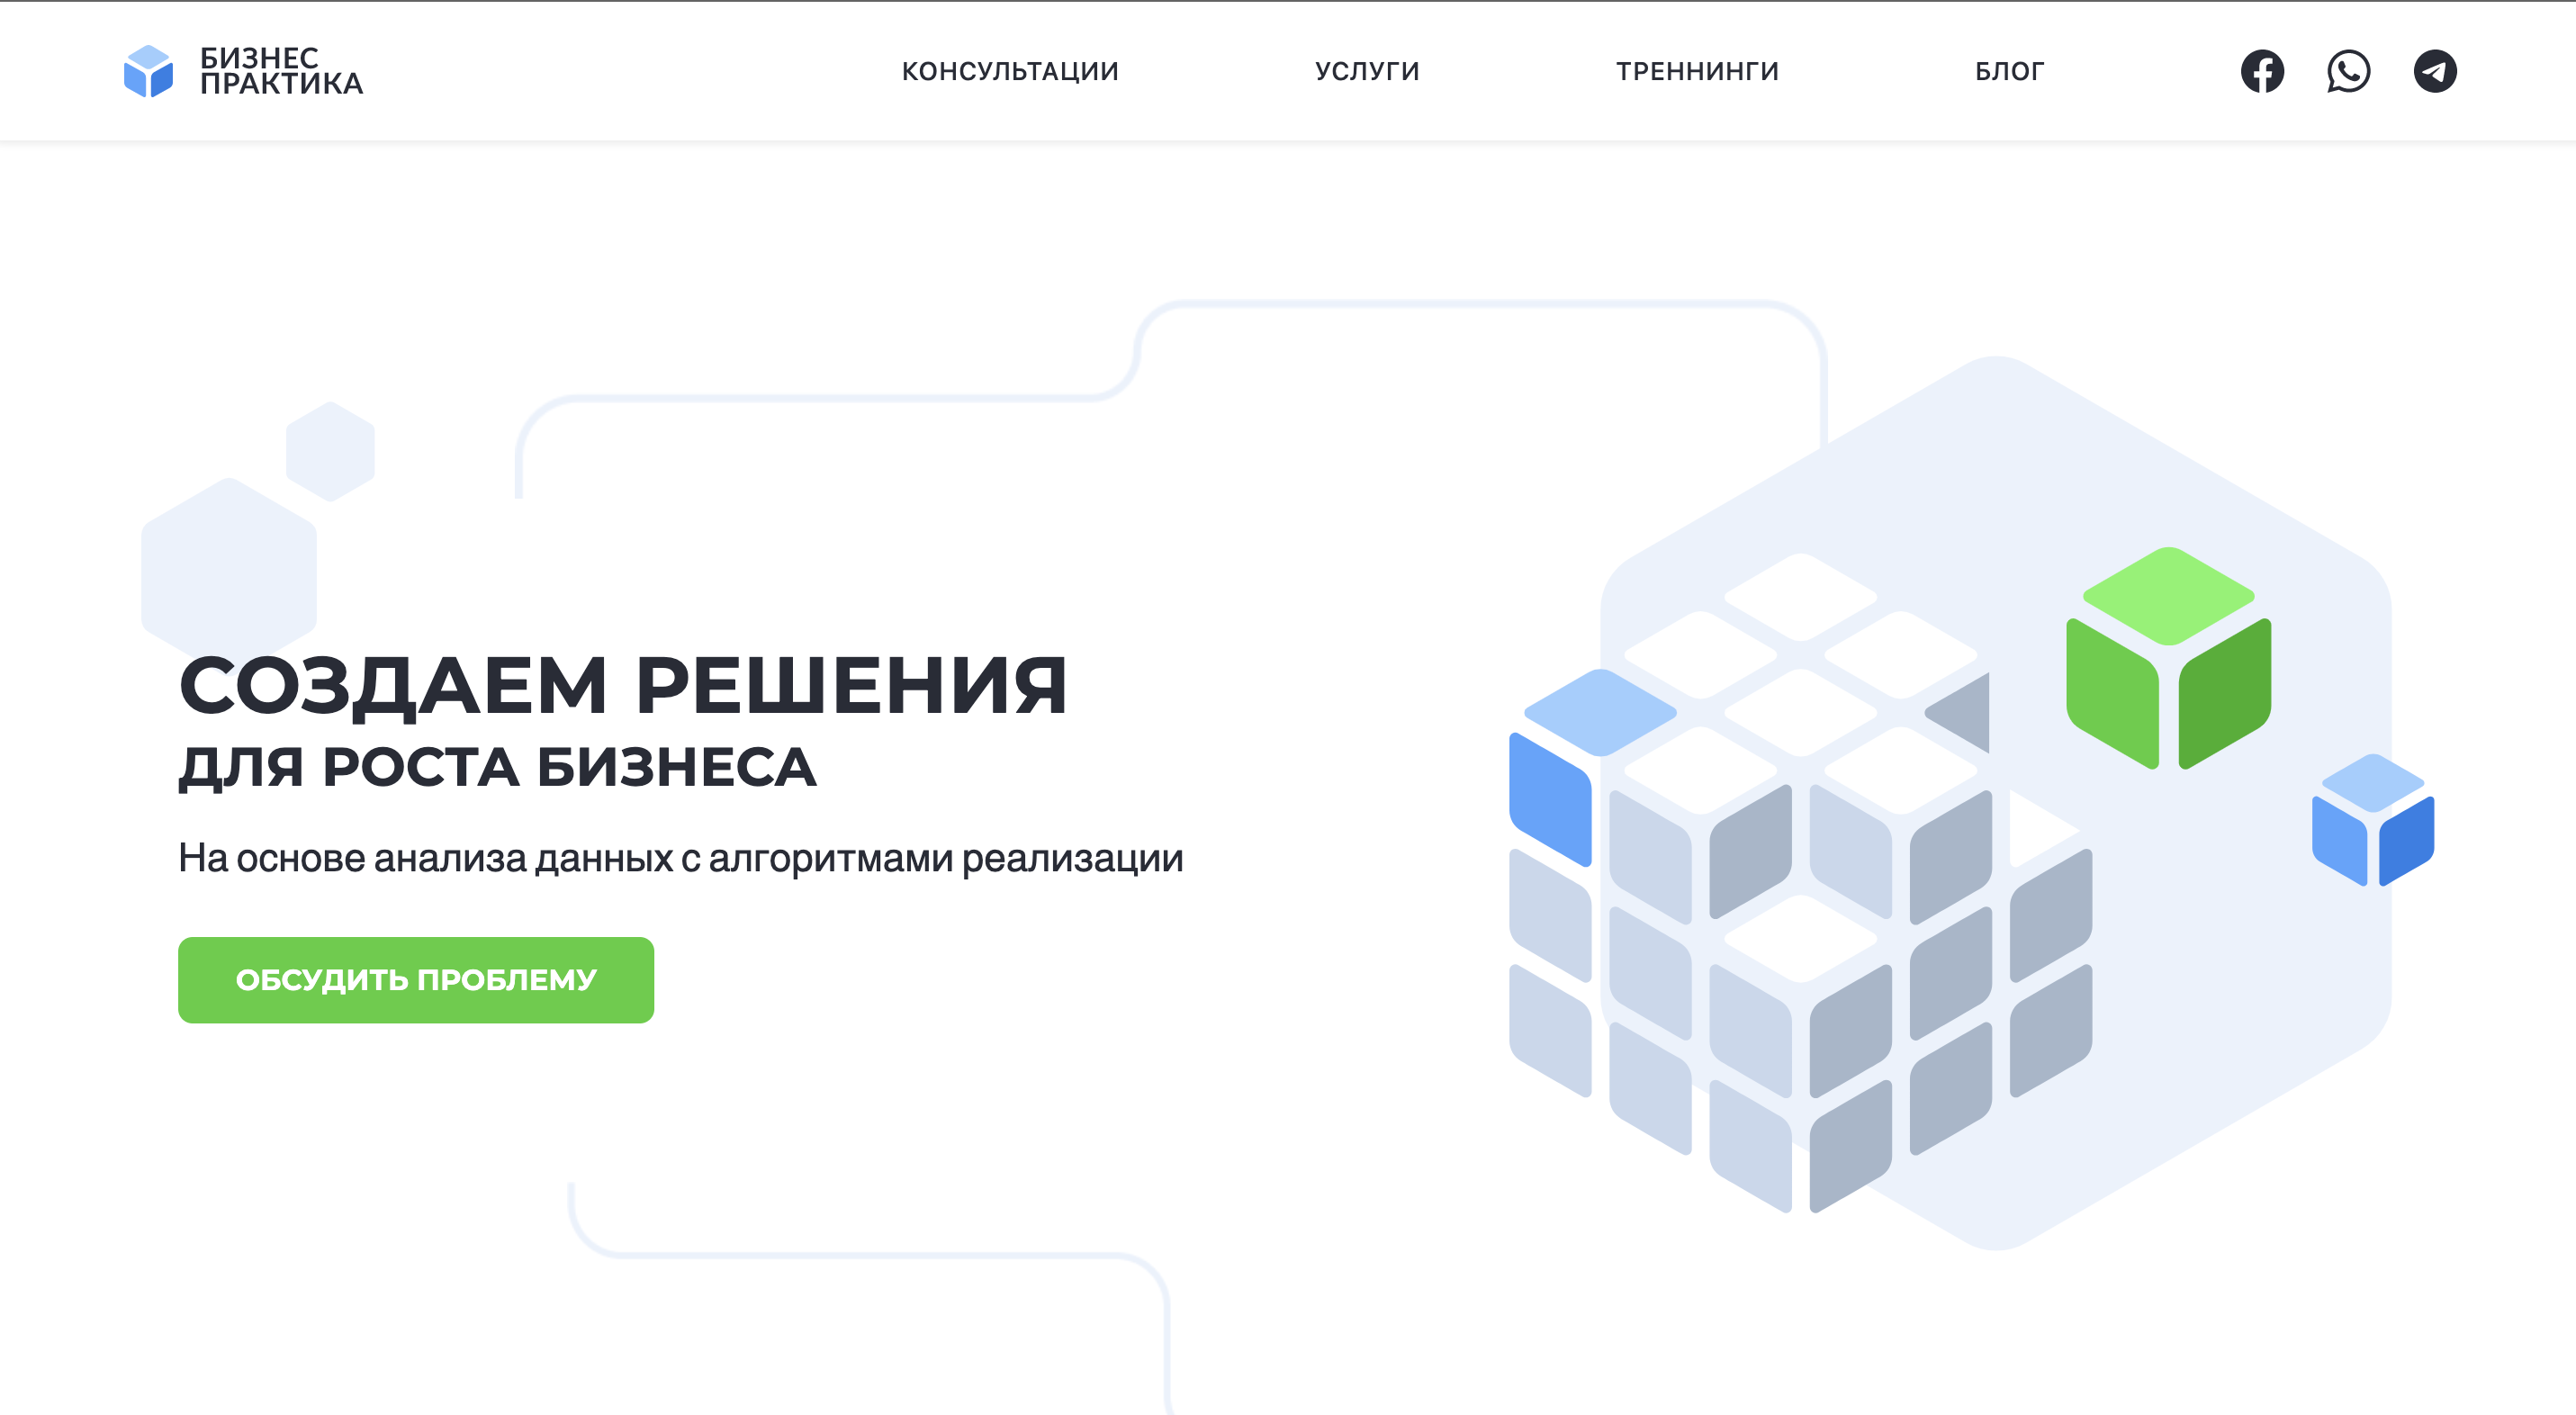 БИЗНЕС
ПРАКТИКА
КОНСУЛЬТАЦИИ
УСЛУГИ
ТРЕННИНГИ
БЛОГ
СОЗДАЕМ РЕШЕНИЯ
ДЛЯ РОСТА БИЗНЕСА
На основе анализа данных с алгоритмами реализации
ОБСУДИТЬ ПРОБЛЕМУ